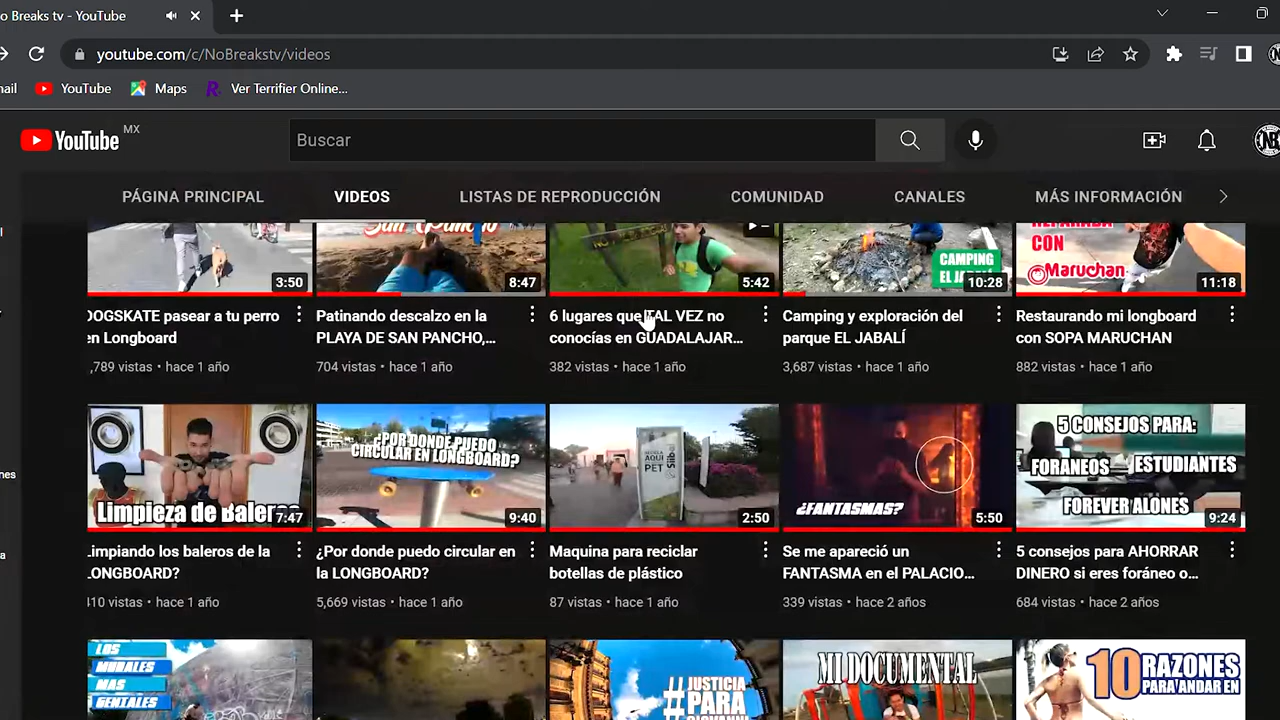 o Breaks tv - YouTube
youtube.com/c/NoBreakstv/videos
YouTube
Maps
Ver Terrifier Online...
YouTube MX
Buscar
PÁGINA PRINCIPAL
VIDEOS
LISTAS DE REPRODUCCIÓN
COMUNIDAD
CANALES
MÁS INFORMACIÓN
3:50
8:47
5:42
CAMPING
EL JABALÍ
10:28
CON
Maruchan
11:18
DOGSKATE pasear a tu perro
en Longboard
,789 vistas • hace 1 año
Patinando descalzo en la
PLAYA DE SAN PANCHO,...
704 vistas • hace 1 año
6 lugares que TAL VEZ no
conocías en GUADALAJAR...
382 vistas • hace 1 año
Camping y exploración del
parque EL JABALÍ
3,687 vistas • hace 1 año
Restaurando mi longboard
con SOPA MARUCHAN
882 vistas • hace 1 año
Limpieza de Baleros
7:47
¿POR DONDE PUEDO
CIRCULAR EN LONGBOARD?
9:40
AQUI
PET
2:50
¿FANTASMAS?
5:50
5 CONSEJOS PARA:
FORANEOS ESTUDIANTES
FOREVER ALONES
9:24
Limpiando los baleros de la
LONGBOARD?
410 vistas • hace 1 año
¿Por donde puedo circular en
la LONGBOARD?
5,669 vistas • hace 1 año
Maquina para reciclar
botellas de plástico
87 vistas • hace 1 año
Se me apareció un
FANTASMA en el PALACIO...
339 vistas • hace 2 años
5 consejos para AHORRAR
DINERO si eres foráneo o...
684 vistas • hace 2 años
LOS
MURALES
MAS
GENIALES
#JUSTICIA
PARA
GIOVANNI
MI DOCUMENTAL
10 RAZONES
PARA ANDAR EN